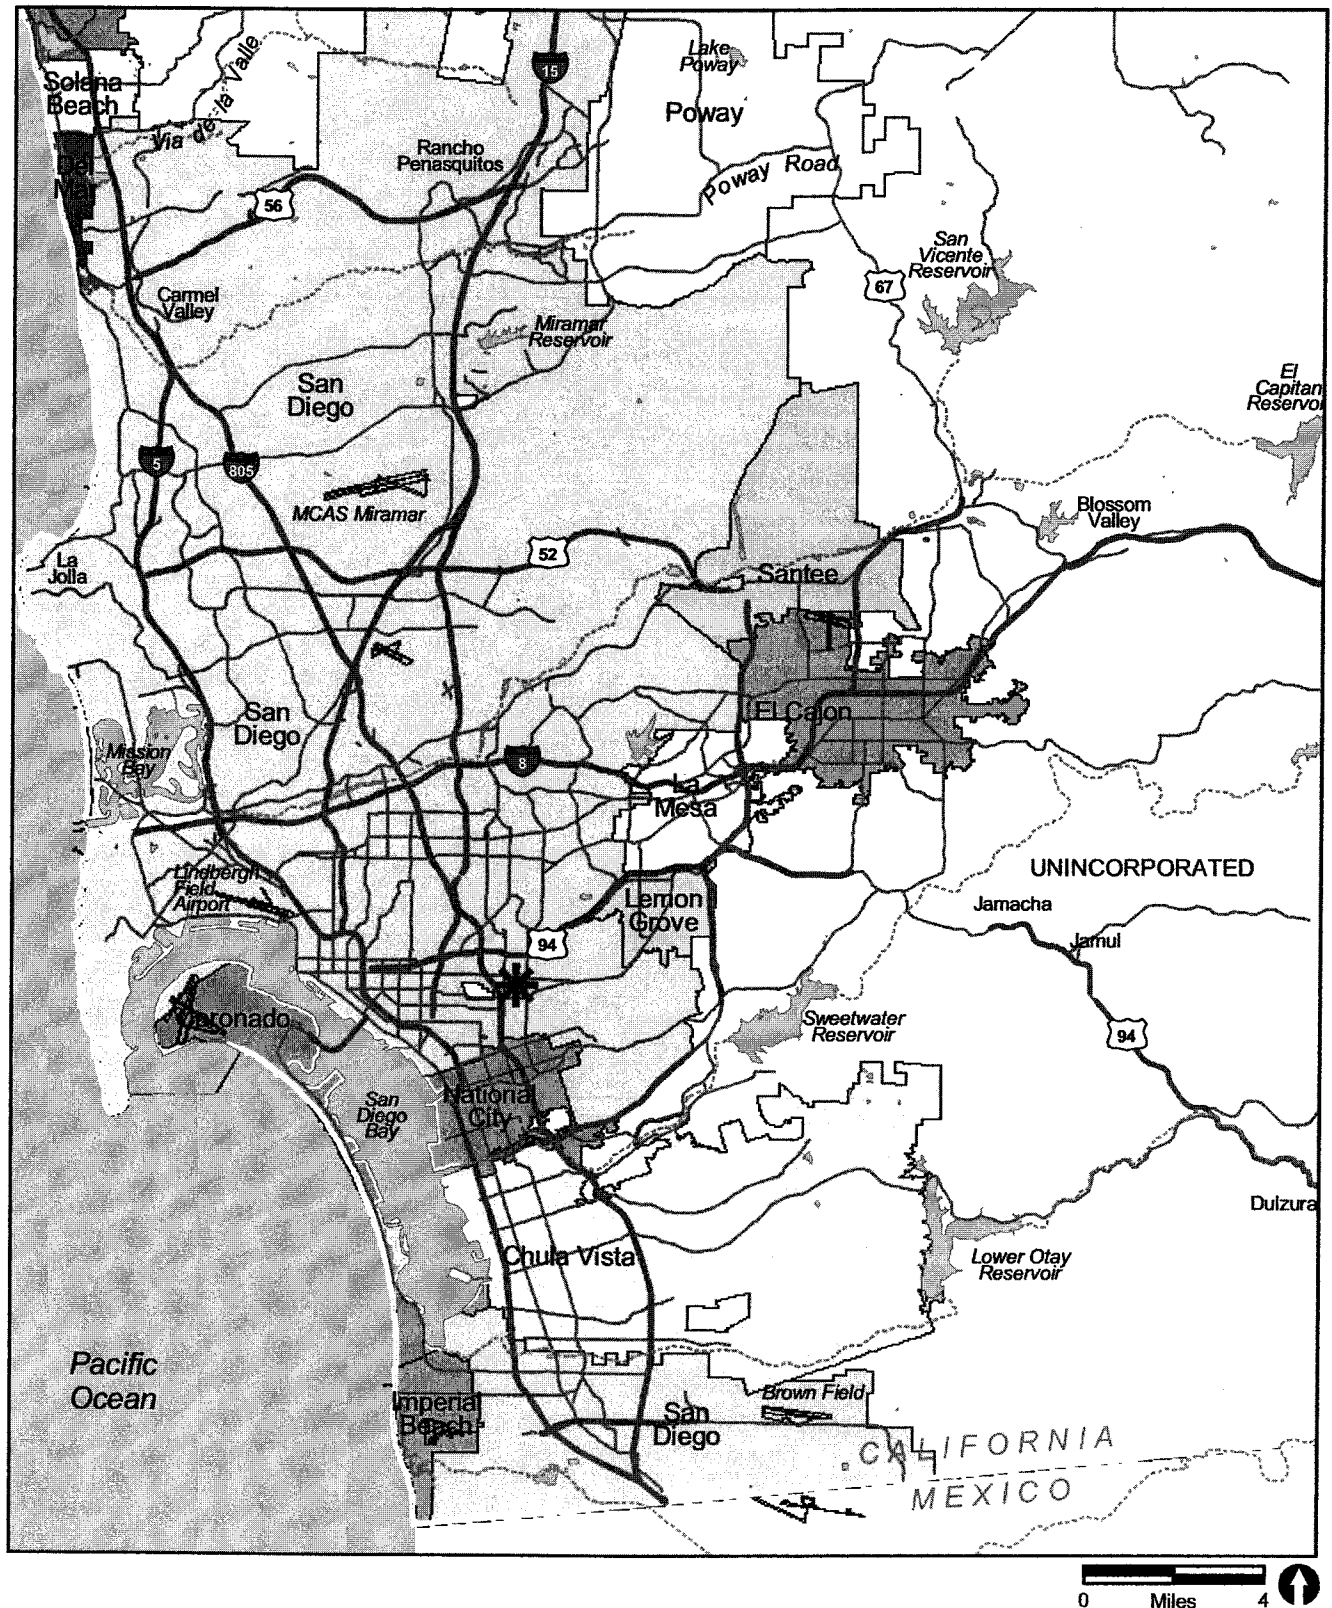 15
Lake
Poway
Solana
Beach
Via de la Valle
Poway
Rancho
Penasquitos
Del
Mar
Poway Road
56
San
Vicente
Reservoir
67
Carmel
Valley
Miramar
Reservoir
El
Capitan
Reservoi
San
Diego
5
805
MCAS Miramar
Blossom
Valley
La
Jolla
52
Santee
San
Diego
El Cajon
Mission
Bay
8
La
Mesa
UNINCORPORATED
Lindbergh
Field
Airport
Lemon
Grove
Jamacha
94
Jamul
Coronado
Sweetwater
Reservoir
94
San
Diego
Bay
National
City
Dulzura
Chula Vista
Lower Otay
Reservoir
Pacific
Ocean
Imperial
Beach
Brown Field
San
Diego
CALIFORNIA
MEXICO
0 Miles 4